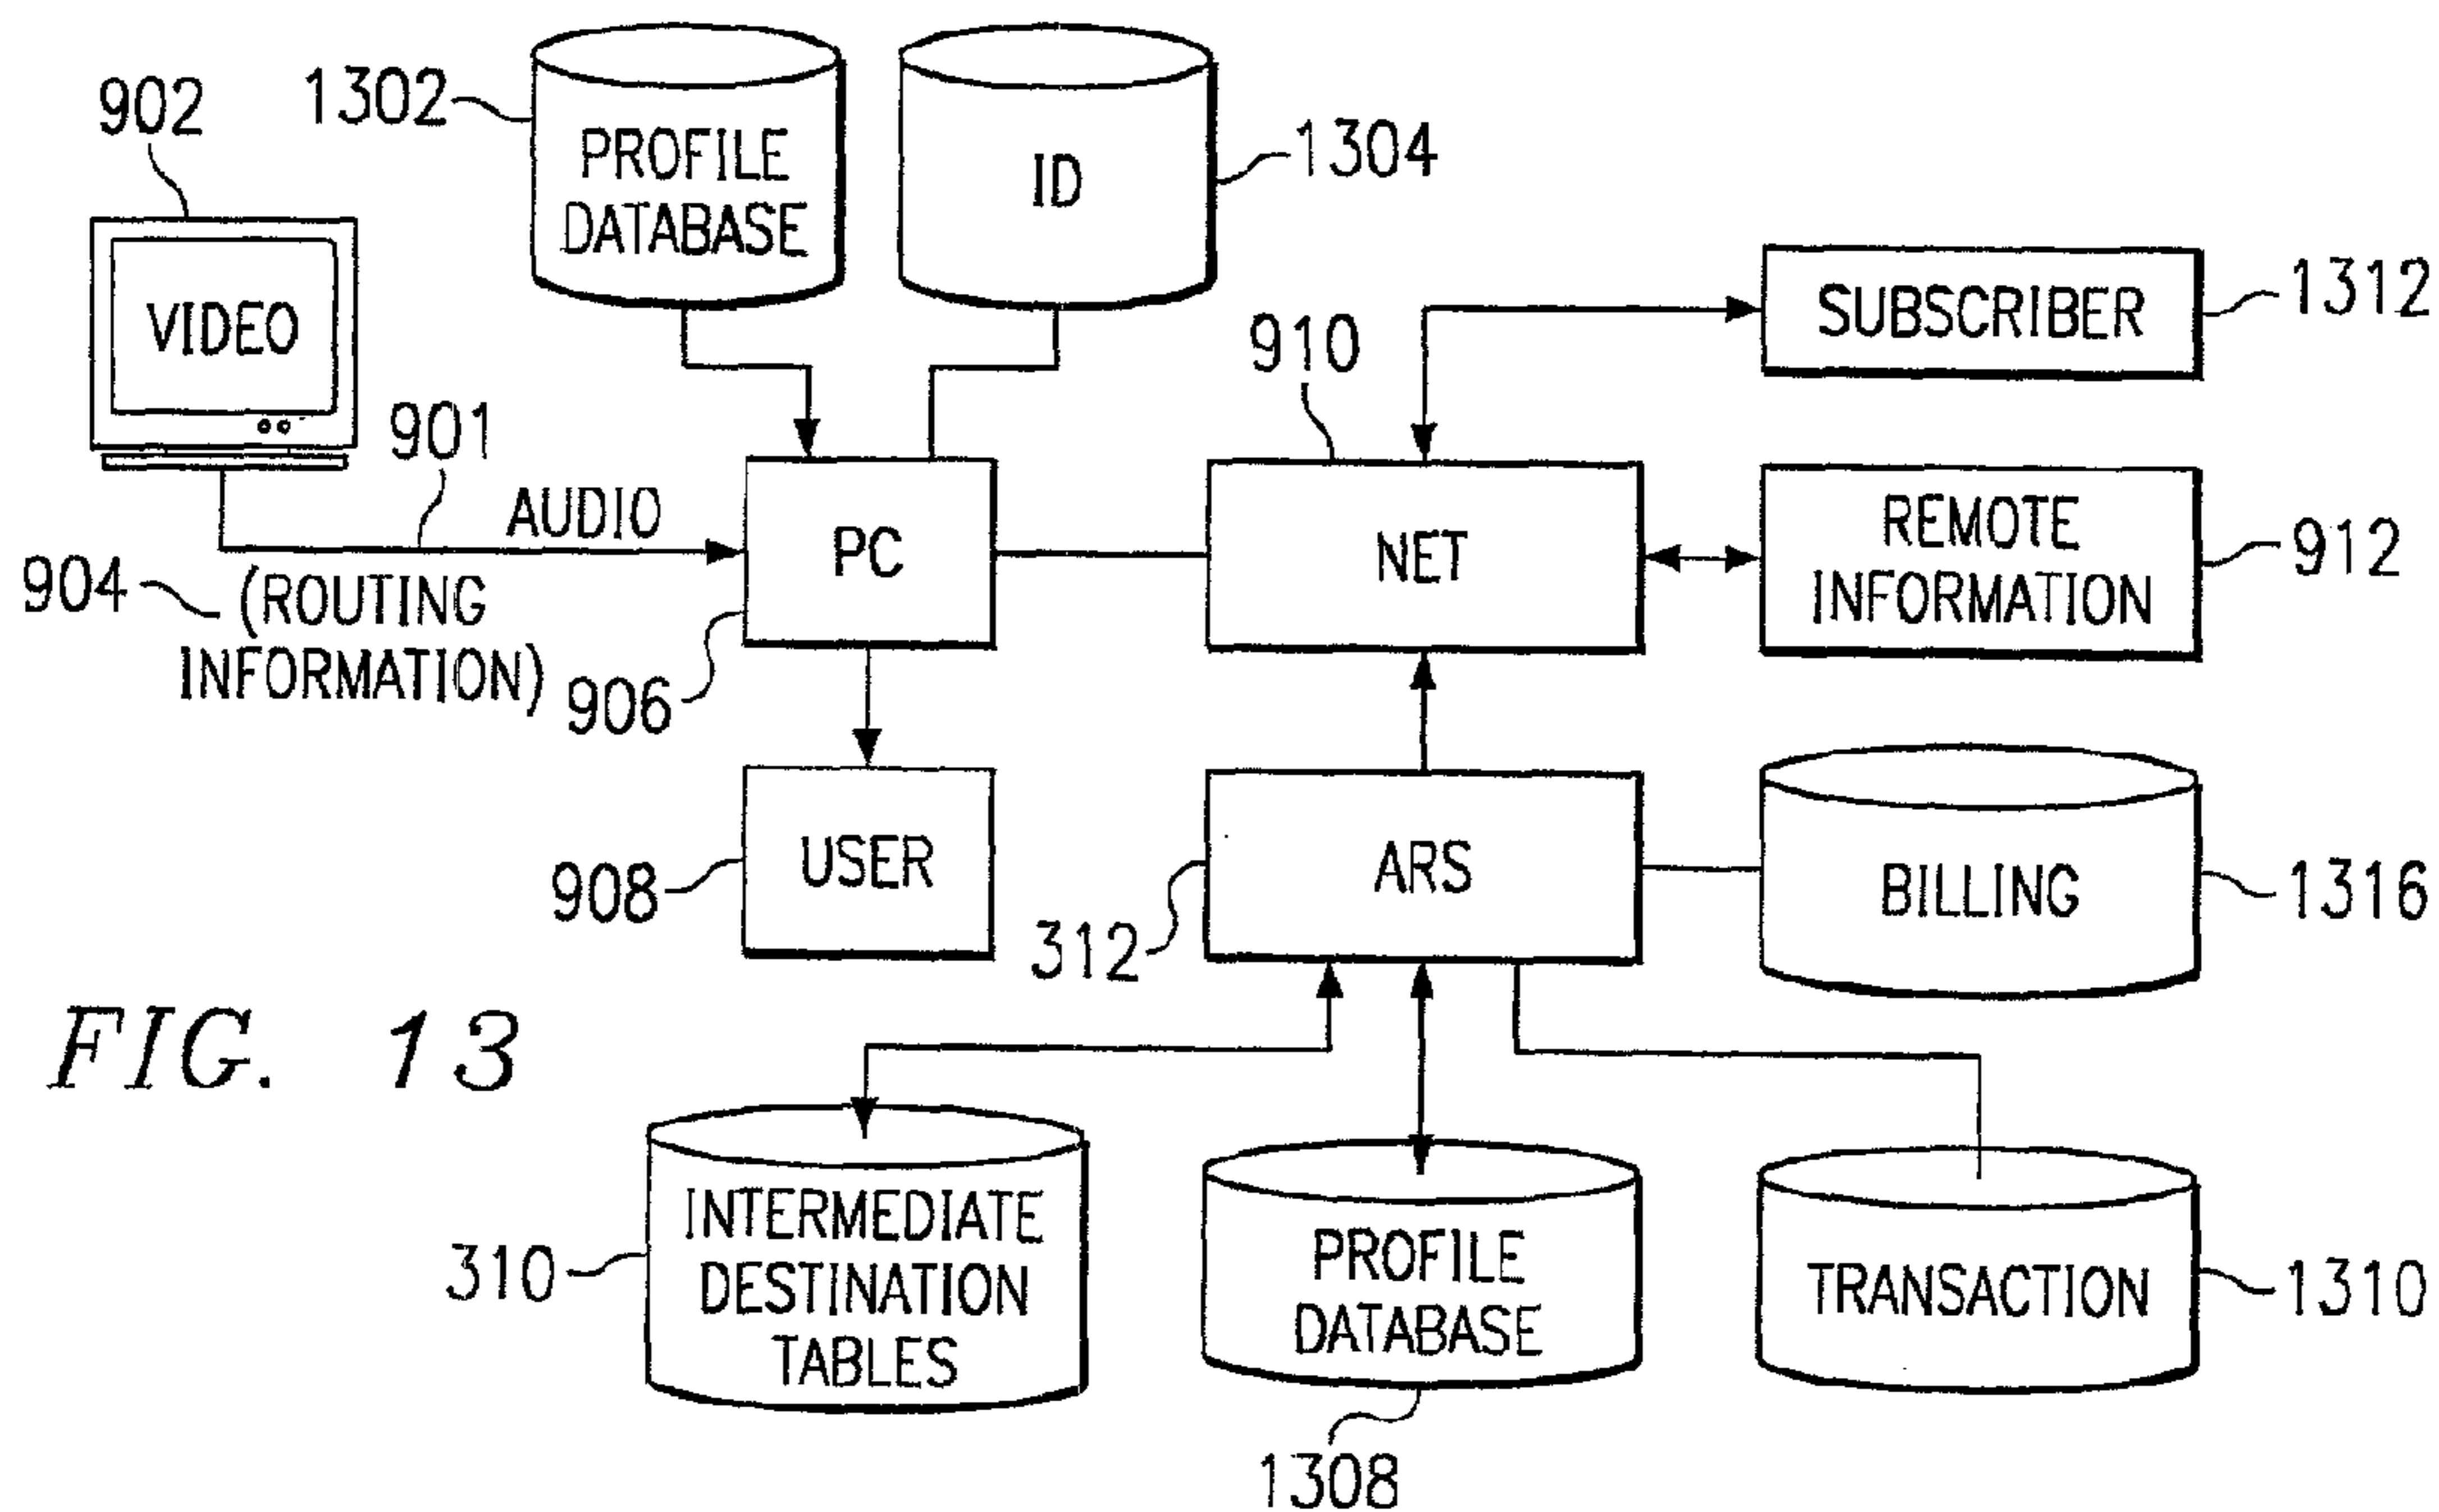 902
1302
PROFILE
DATABASE
ID
1304
VIDEO
901
AUDIO
904
(ROUTING
INFORMATION)
906
PC
910
NET
SUBSCRIBER
1312
REMOTE
INFORMATION
912
908
USER
312
ARS
BILLING
1316
FIG. 13
310
INTERMEDIATE
DESTINATION
TABLES
PROFILE
DATABASE
1308
TRANSACTION
1310